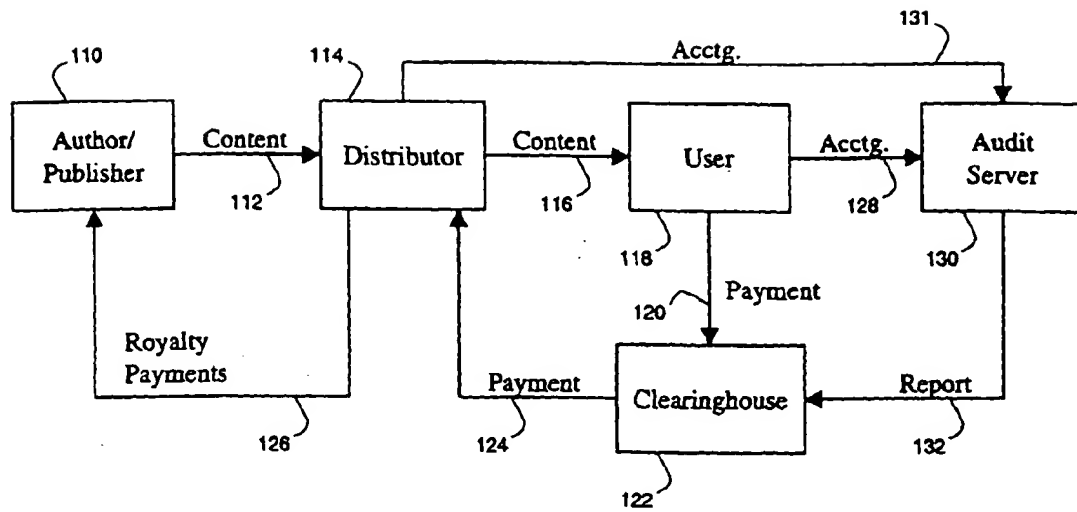 131
110
114
Acctg.
Author/
Publisher
Content
112
Distributor
Content
116
User
Acctg.
128
Audit
Server
118
130
120
Payment
Royalty
Payments
126
Payment
124
Clearinghouse
Report
132
122